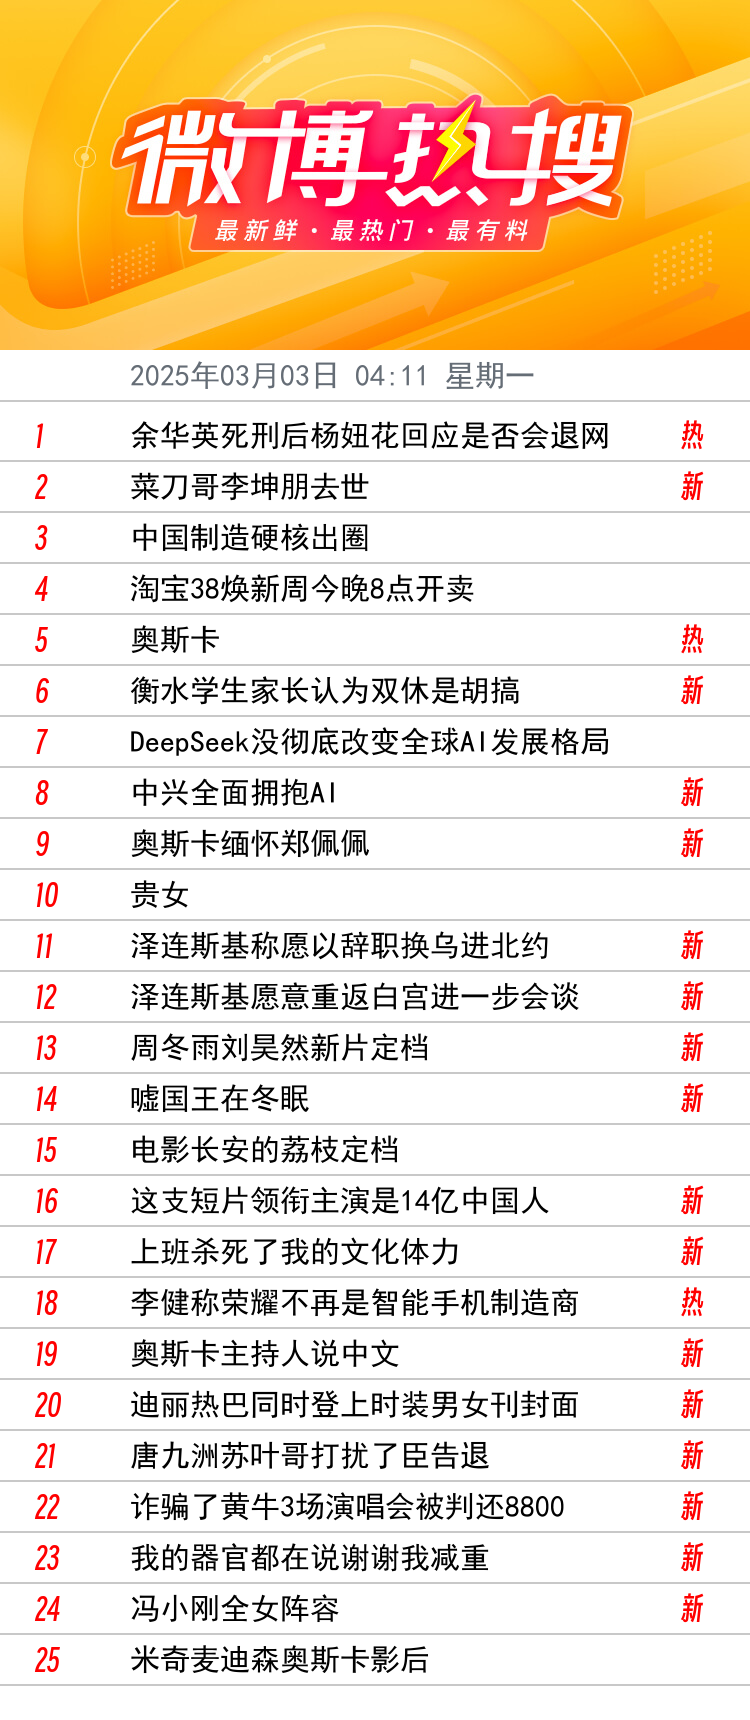 微博热搜
最新鲜·最热门·最有料
2025年03月03日 04:11 星期一
1 余华英死刑后杨妞花回应是否会退网 热
2 菜刀哥李坤朋去世 新
3 中国制造硬核出圈
4 淘宝38焕新周今晚8点开卖
5 奥斯卡 热
6 衡水学生家长认为双休是胡搞 新
7 DeepSeek没彻底改变全球AI发展格局
8 中兴全面拥抱AI 新
9 奥斯卡缅怀郑佩佩 新
10 贵女
11 泽连斯基称愿以辞职换乌进北约 新
12 泽连斯基愿意重返白宫进一步会谈 新
13 周冬雨刘昊然新片定档 新
14 嘘国王在冬眠 新
15 电影长安的荔枝定档
16 这支短片领衔主演是14亿中国人 新
17 上班杀死了我的文化体力 新
18 李健称荣耀不再是智能手机制造商 热
19 奥斯卡主持人说中文 新
20 迪丽热巴同时登上时装男女刊封面 新
21 唐九洲苏叶哥打扰了臣告退 新
22 诈骗了黄牛3场演唱会被判还8800 新
23 我的器官都在说谢谢我减重 新
24 冯小刚全女阵容 新
25 米奇麦迪森奥斯卡影后